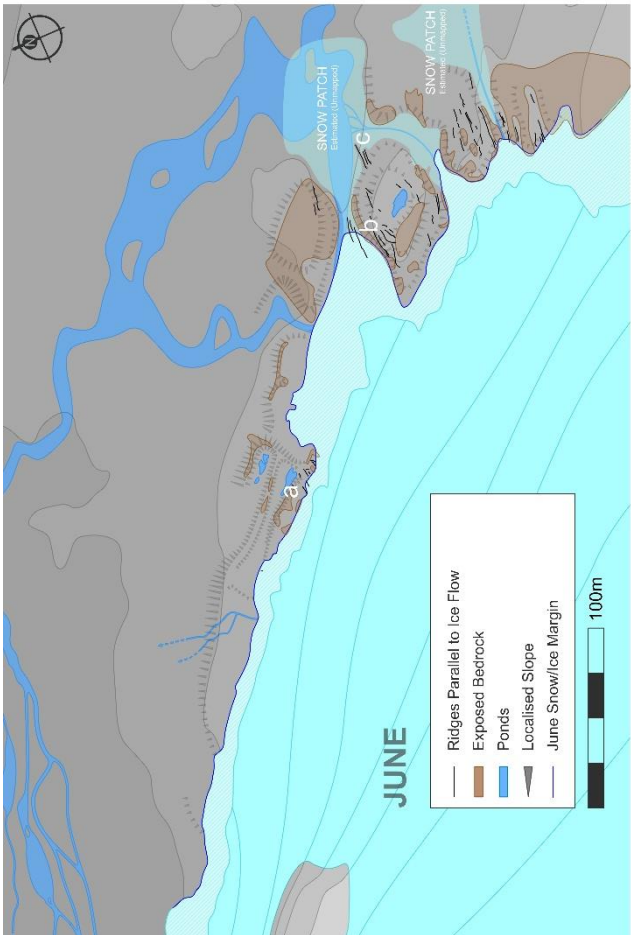 SNOW PATCH
Estimated (Unmapped)
SNOW PATCH
Estimated (Unmapped)
c
b
a
JUNE
Ridges Parallel to Ice Flow
Exposed Bedrock
Ponds
Localised Slope
June Snow/Ice Margin
100m